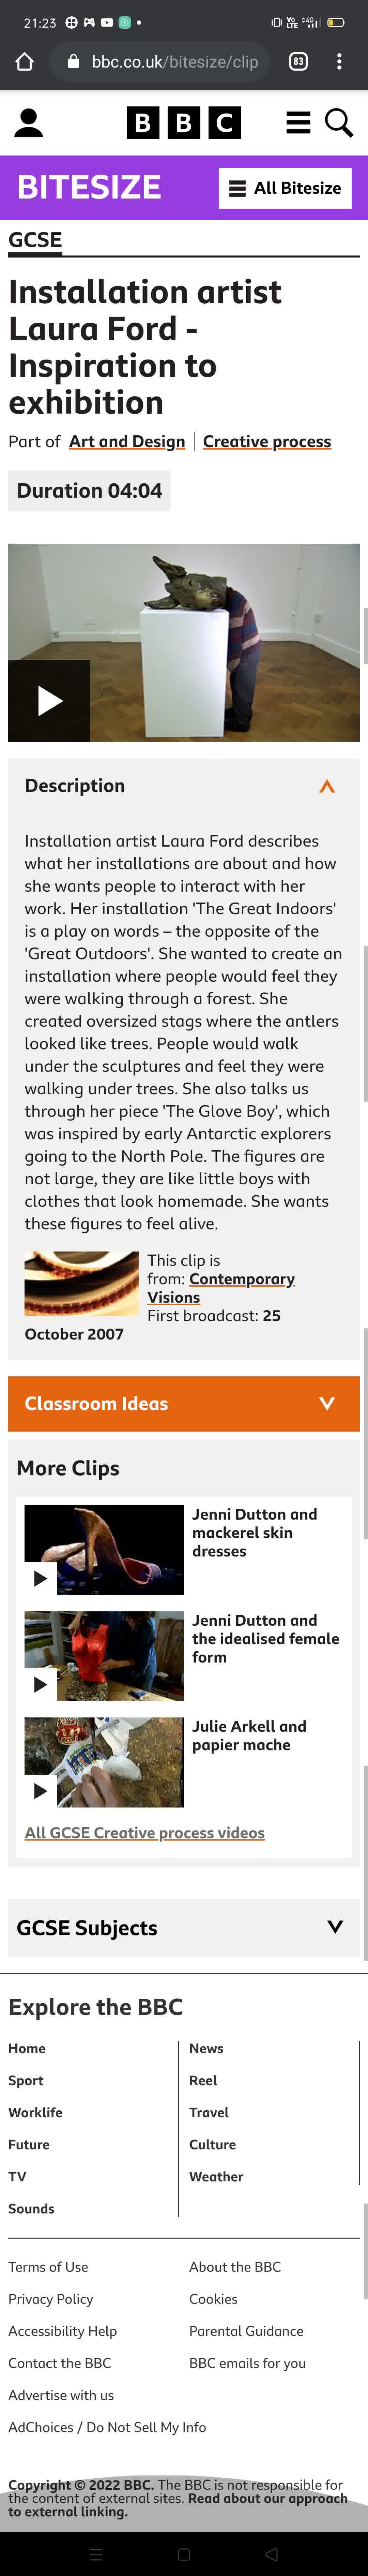 21:23
Vo LTE 4G
bbc.co.uk/bitesize/clip
83
BBC
BITESIZE
All Bitesize
GCSE
Installation artist
Laura Ford -
Inspiration to
exhibition
Part of Art and Design | Creative process
Duration 04:04
Description
Installation artist Laura Ford describes
what her installations are about and how
she wants people to interact with her
work. Her installation 'The Great Indoors'
is a play on words – the opposite of the
'Great Outdoors'. She wanted to create an
installation where people would feel they
were walking through a forest. She
created oversized stags where the antlers
looked like trees. People would walk
under the sculptures and feel they were
walking under trees. She also talks us
through her piece 'The Glove Boy', which
was inspired by early Antarctic explorers
going to the North Pole. The figures are
not large, they are like little boys with
clothes that look homemade. She wants
these figures to feel alive.
This clip is
from: Contemporary
Visions
First broadcast: 25
October 2007
Classroom Ideas
More Clips
Jenni Dutton and
mackerel skin
dresses
Jenni Dutton and
the idealised female
form
Julie Arkell and
papier mache
All GCSE Creative process videos
GCSE Subjects
Explore the BBC
Home
News
Sport
Reel
Worklife
Travel
Future
Culture
TV
Weather
Sounds
Terms of Use
About the BBC
Privacy Policy
Cookies
Accessibility Help
Parental Guidance
Contact the BBC
BBC emails for you
Advertise with us
AdChoices / Do Not Sell My Info
Copyright © 2022 BBC. The BBC is not responsible for
the content of external sites. Read about our approach
to external linking.